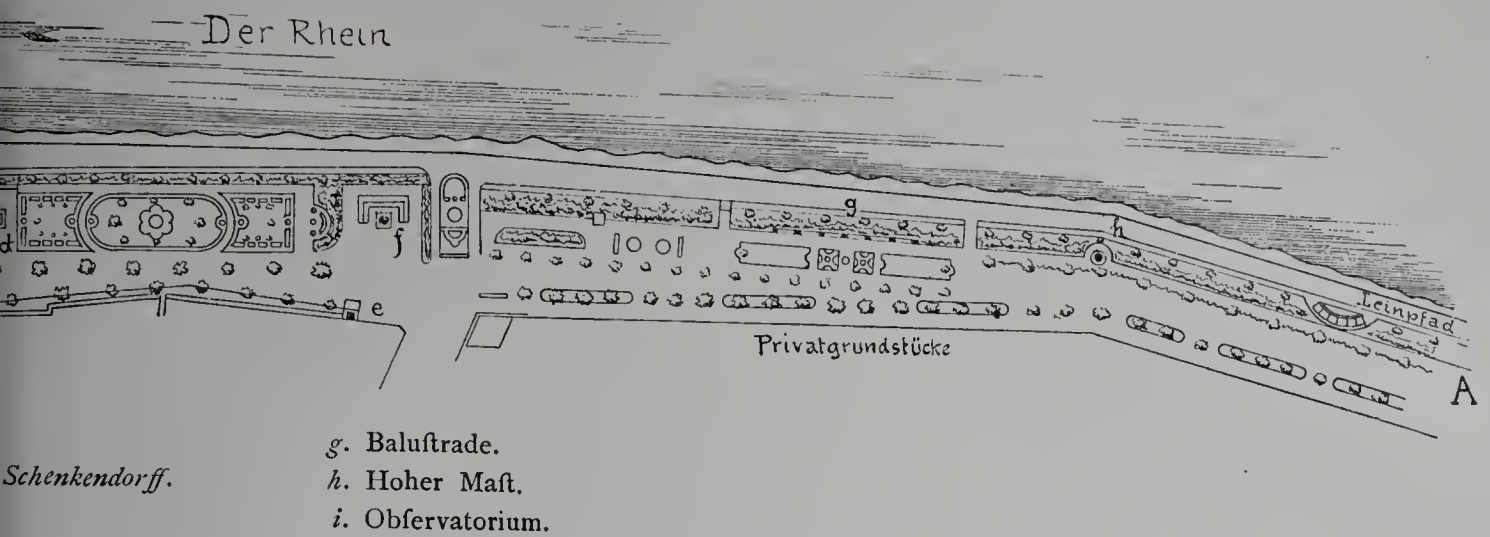 Der Rhein
g
h
d
f
Leinpfad
e
Privatgrundstücke
A
g. Baluſtrade.
Schenkendorff.
h. Hoher Maſt.
i. Obſervatorium.